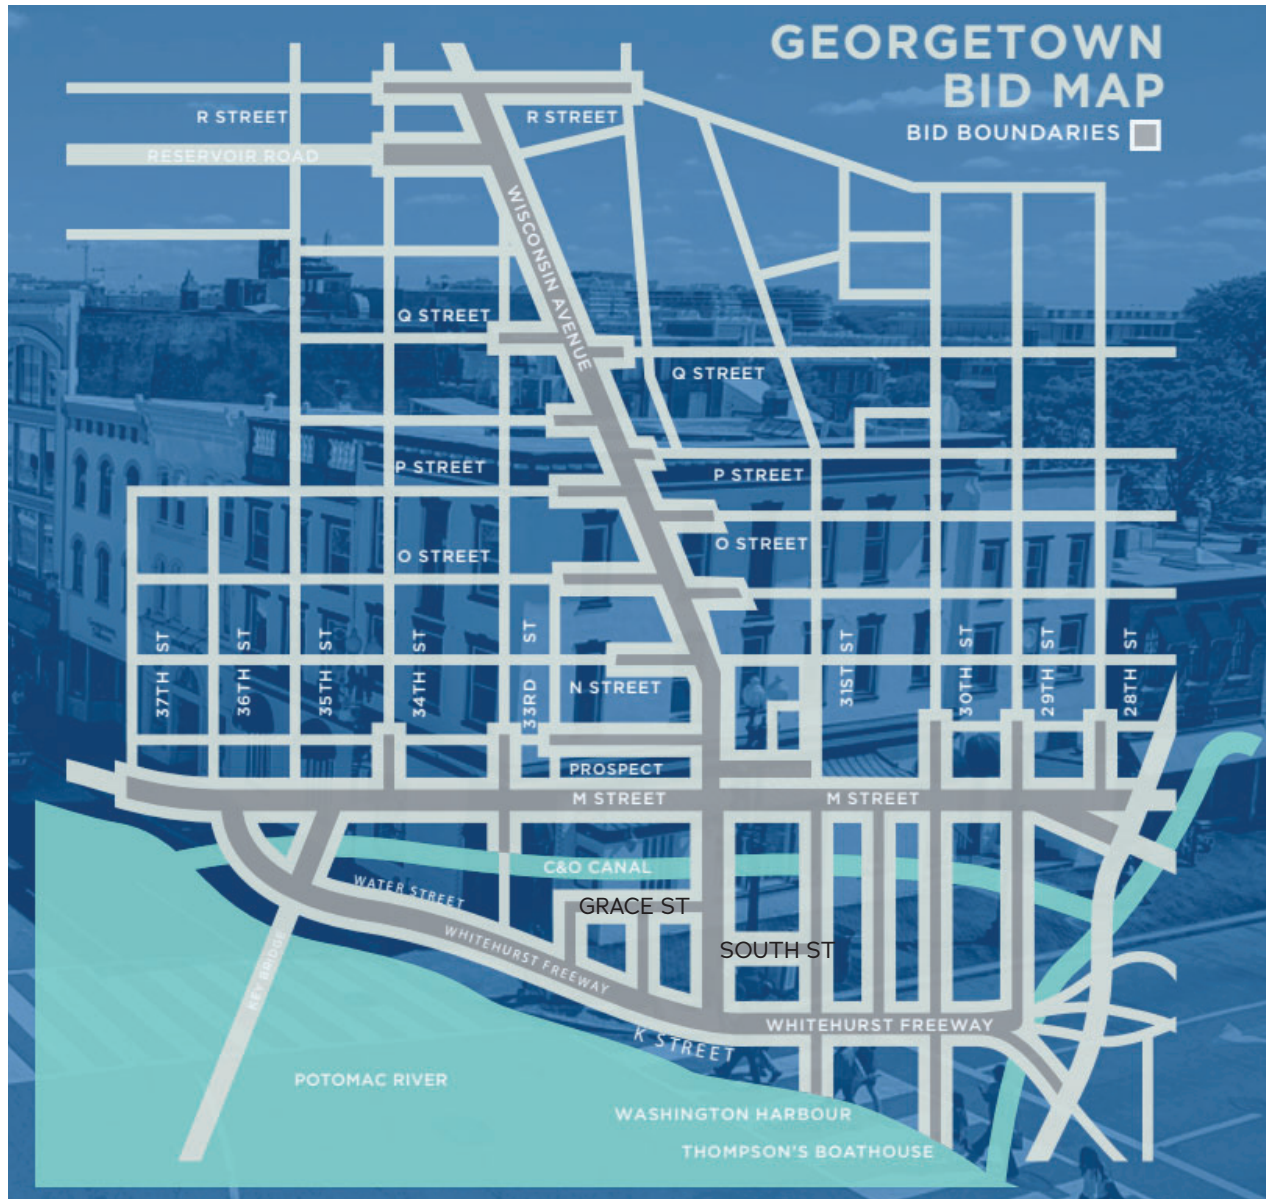 GEORGETOWN
BID MAP
BID BOUNDARIES
R STREET
R STREET
RESERVOIR ROAD
WISCONSIN AVENUE
Q STREET
Q STREET
P STREET
P STREET
O STREET
O STREET
37TH ST
36TH ST
35TH ST
34TH ST
33RD ST
31ST ST
30TH ST
29TH ST
28TH ST
N STREET
PROSPECT
M STREET
M STREET
C&O CANAL
WATER STREET
GRACE ST
WHITEHURST FREEWAY
SOUTH ST
KEY BRIDGE
WHITEHURST FREEWAY
K STREET
POTOMAC RIVER
WASHINGTON HARBOUR
THOMPSON'S BOATHOUSE